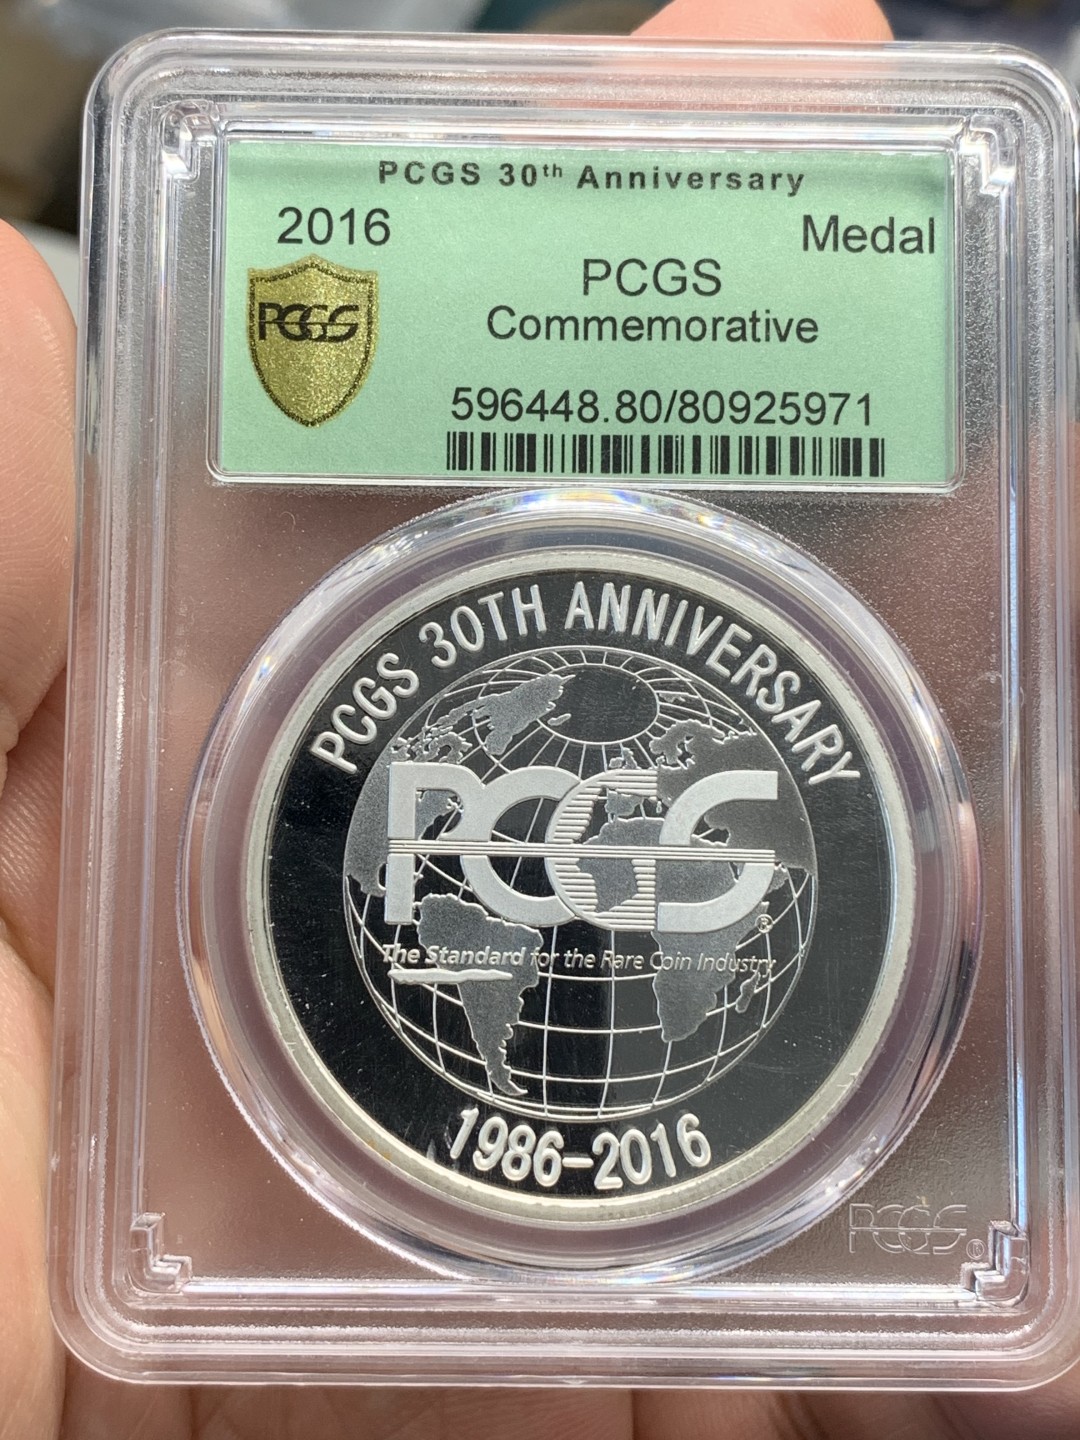 PCGS 30th Anniversary
2016
Medal
PCGS
PCGS
Commemorative
596448.80/80925971
PCGS 30TH ANNIVERSARY
PCGS®
The Standard for the Rare Coin Industry
1986–2016
PCGS®